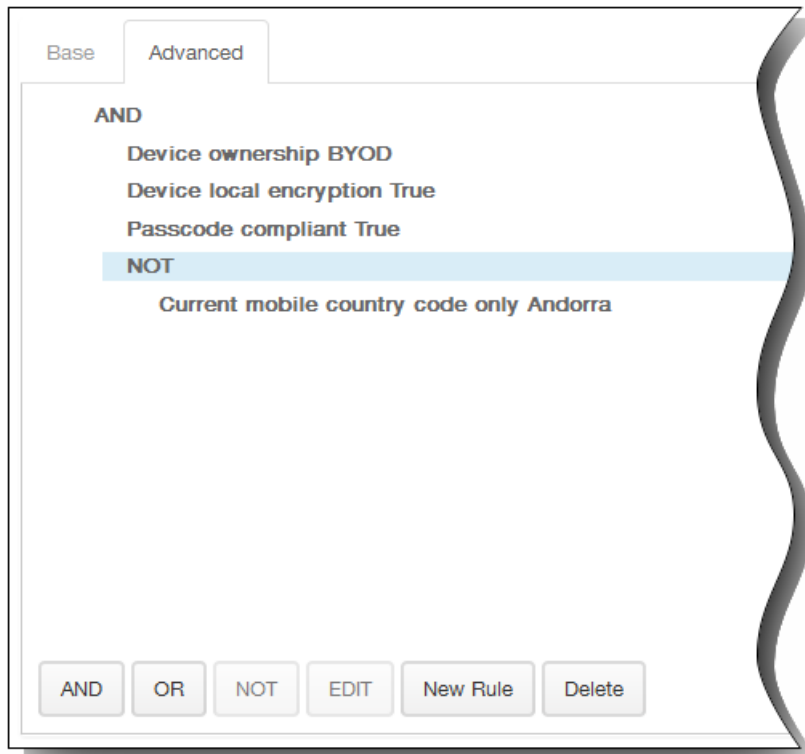 Base Advanced
AND
Device ownership BYOD
Device local encryption True
Passcode compliant True
NOT
Current mobile country code only Andorra
AND OR NOT EDIT New Rule Delete